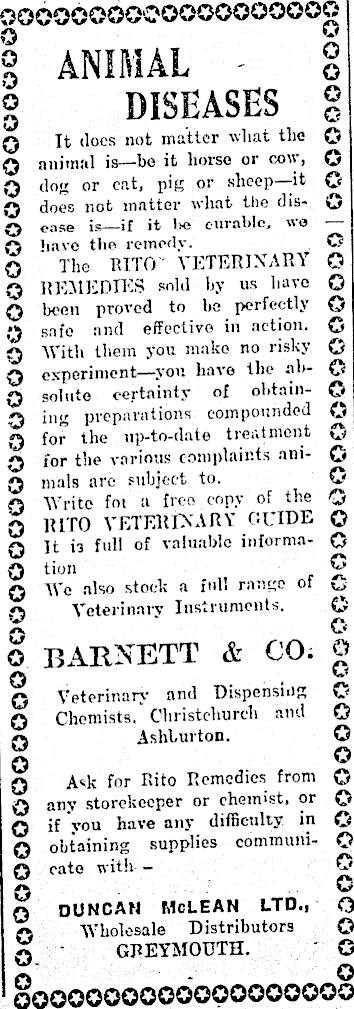 ANIMAL
DISEASES
It does not matter what the
animal is—be it horse or cow,
dog or cat, pig or sheep—it
does not matter what the dis-
ease is—if it be curable, we
have the remedy.
The RITO VETERINARY
REMEDIES sold by us have
been proved to be perfectly
safe and effective in action.
With them you make no risky
experiment—you have the ab-
solute certainty of obtain-
ing preparations compounded
for the up-to-date treatment
for the various complaints ani-
mals are subject to.
Write for a free copy of the
RITO VETERINARY GUIDE
It is full of valuable informa-
tion
We also stock a full range of
Veterinary Instruments.
BARNETT & CO.
Veterinary and Dispensing
Chemists, Christchurch and
Ashburton.
Ask for Rito Remedies from
any storekeeper or chemist, or
if you have any difficulty in
obtaining supplies communi-
cate with –
DUNCAN McLEAN LTD.,
Wholesale Distributors
GREYMOUTH.